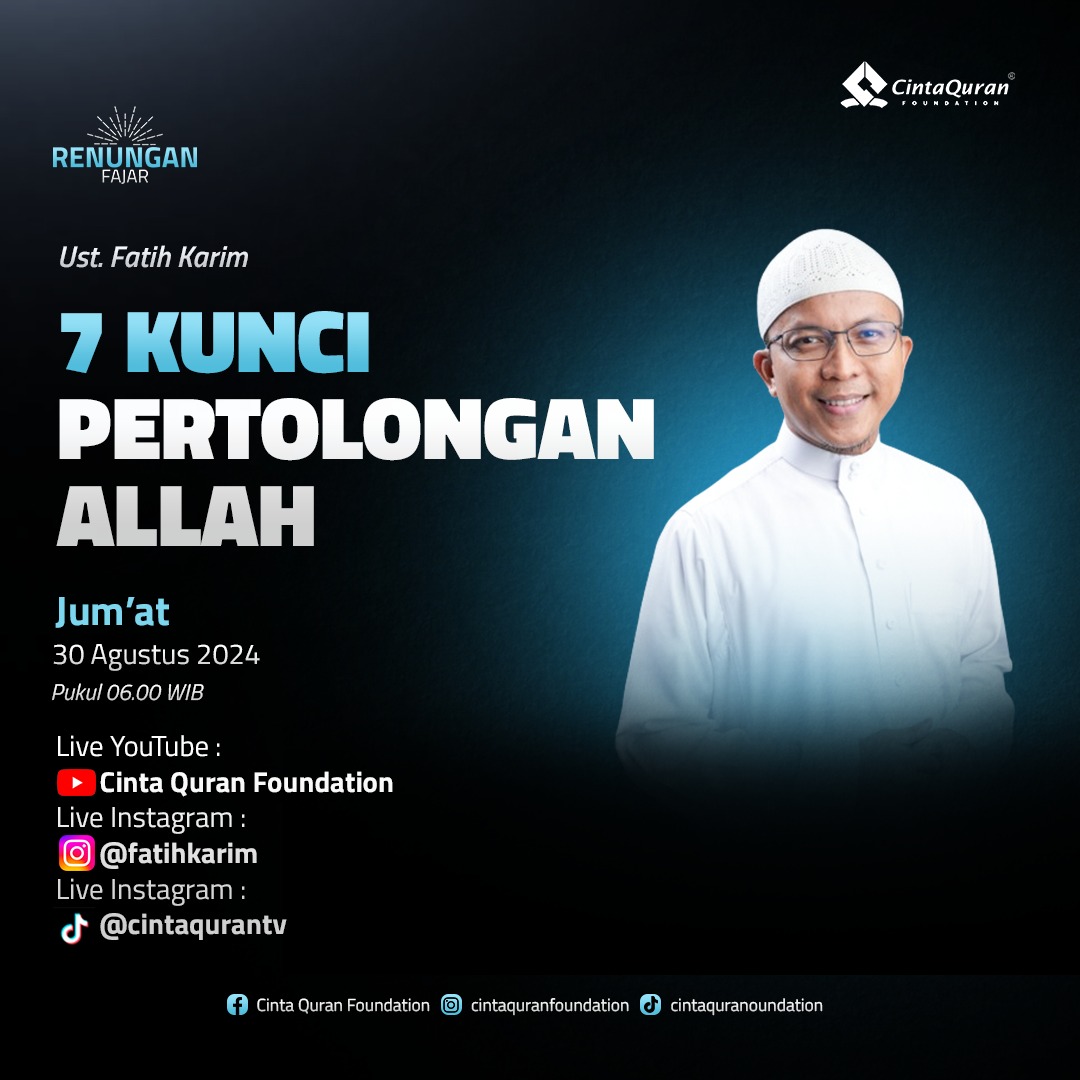 CintaQuran®
FOUNDATION
RENUNGAN
FAJAR
Ust. Fatih Karim
7 KUNCI
PERTOLONGAN
ALLAH
Jum’at
30 Agustus 2024
Pukul 06.00 WIB
Live YouTube :
Cinta Quran Foundation
Live Instagram :
@fatihkarim
Live Instagram :
@cintaqurantv
Cinta Quran Foundation cintaquranfoundation cintaquranoundation